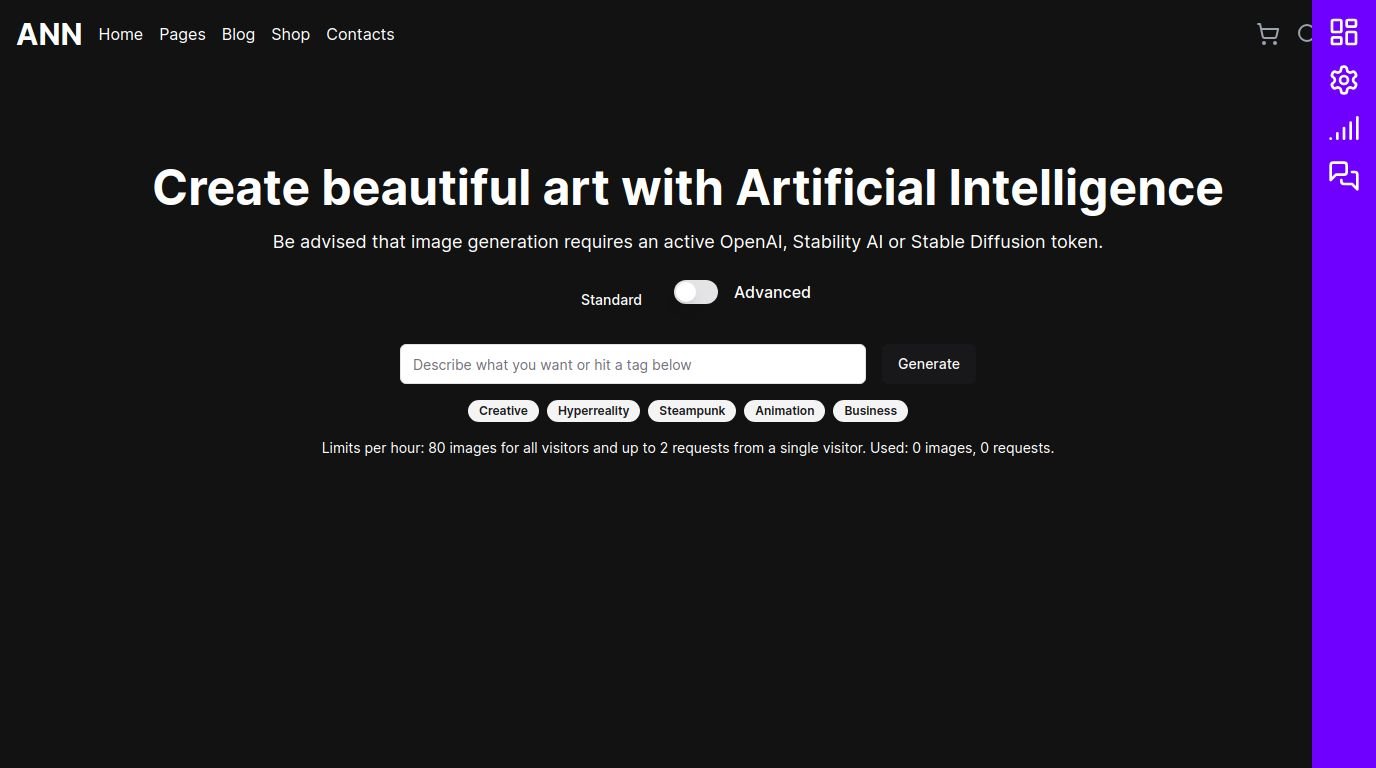 ANN Home Pages Blog Shop Contacts
Create beautiful art with Artificial Intelligence
Be advised that image generation requires an active OpenAI, Stability AI or Stable Diffusion token.
Standard Advanced
Describe what you want or hit a tag below Generate
Creative Hyperreality Steampunk Animation Business
Limits per hour: 80 images for all visitors and up to 2 requests from a single visitor. Used: 0 images, 0 requests.